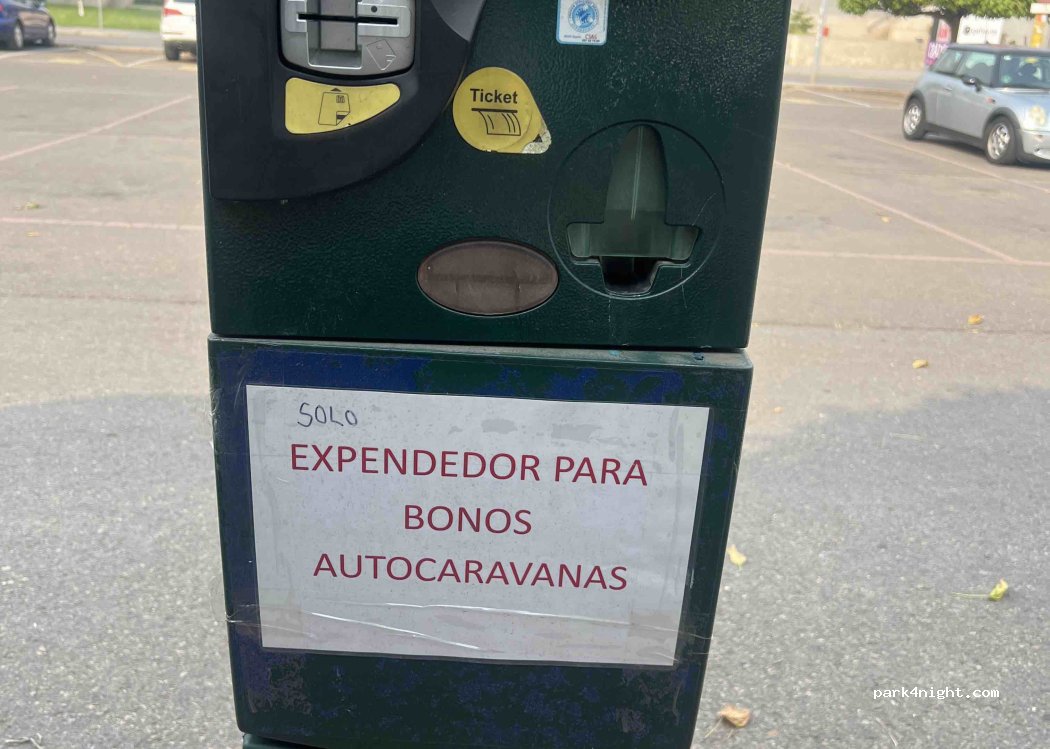 Ticket
SOLO
EXPENDEDOR PARA
BONOS
AUTOCARAVANAS
park4night.com